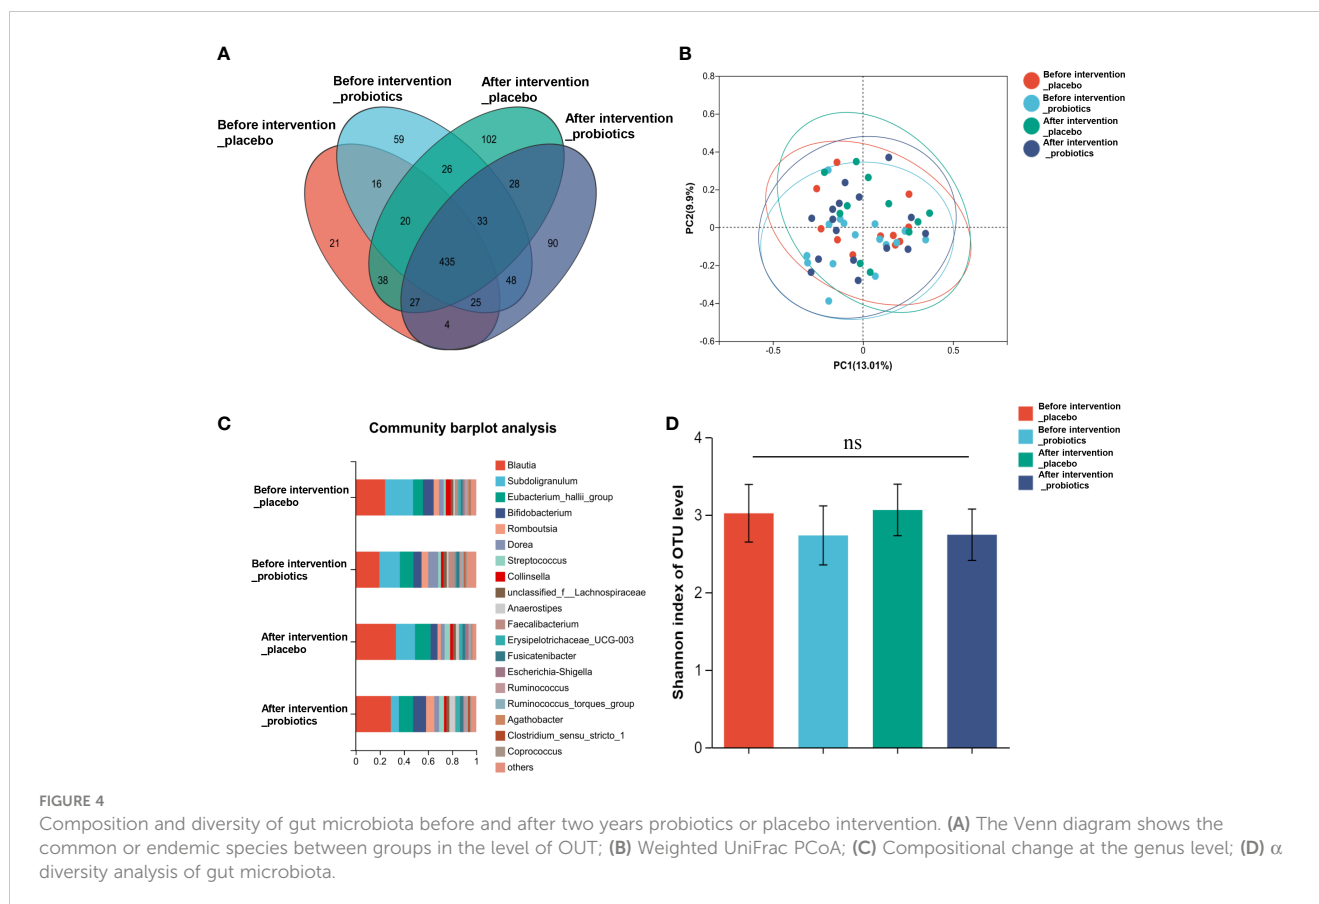 A
Before intervention
_probiotics
After intervention
_placebo
Before intervention
_placebo
After intervention
_probiotics
59
102
26
16
28
20
33
21
90
435
38
48
27
25
4
B
0.8
0.6
0.4
0.2
0
-0.2
-0.4
-0.6
PC2(9.9%)
-0.5
0
0.5
PC1(13.01%)
Before intervention
_placebo
Before intervention
_probiotics
After intervention
_placebo
After intervention
_probiotics
C
Community barplot analysis
Before intervention
_placebo
Before intervention
_probiotics
After intervention
_placebo
After intervention
_probiotics
0 0.2 0.4 0.6 0.8 1
Blautia
Subdoligranulum
Eubacterium_hallii_group
Bifidobacterium
Romboutsia
Dorea
Streptococcus
Collinsella
unclassified_f__Lachnospiraceae
Anaerostipes
Faecalibacterium
Erysipelotrichaceae_UCG-003
Fusicatenibacter
Escherichia-Shigella
Ruminococcus
Ruminococcus_torques_group
Agathobacter
Clostridium_sensu_stricto_1
Coprococcus
others
D
Shannon index of OTU level
4
3
2
1
0
ns
Before intervention
_placebo
Before intervention
_probiotics
After intervention
_placebo
After intervention
_probiotics
FIGURE 4
Composition and diversity of gut microbiota before and after two years probiotics or placebo intervention. (A) The Venn diagram shows the
common or endemic species between groups in the level of OUT; (B) Weighted UniFrac PCoA; (C) Compositional change at the genus level; (D) α
diversity analysis of gut microbiota.